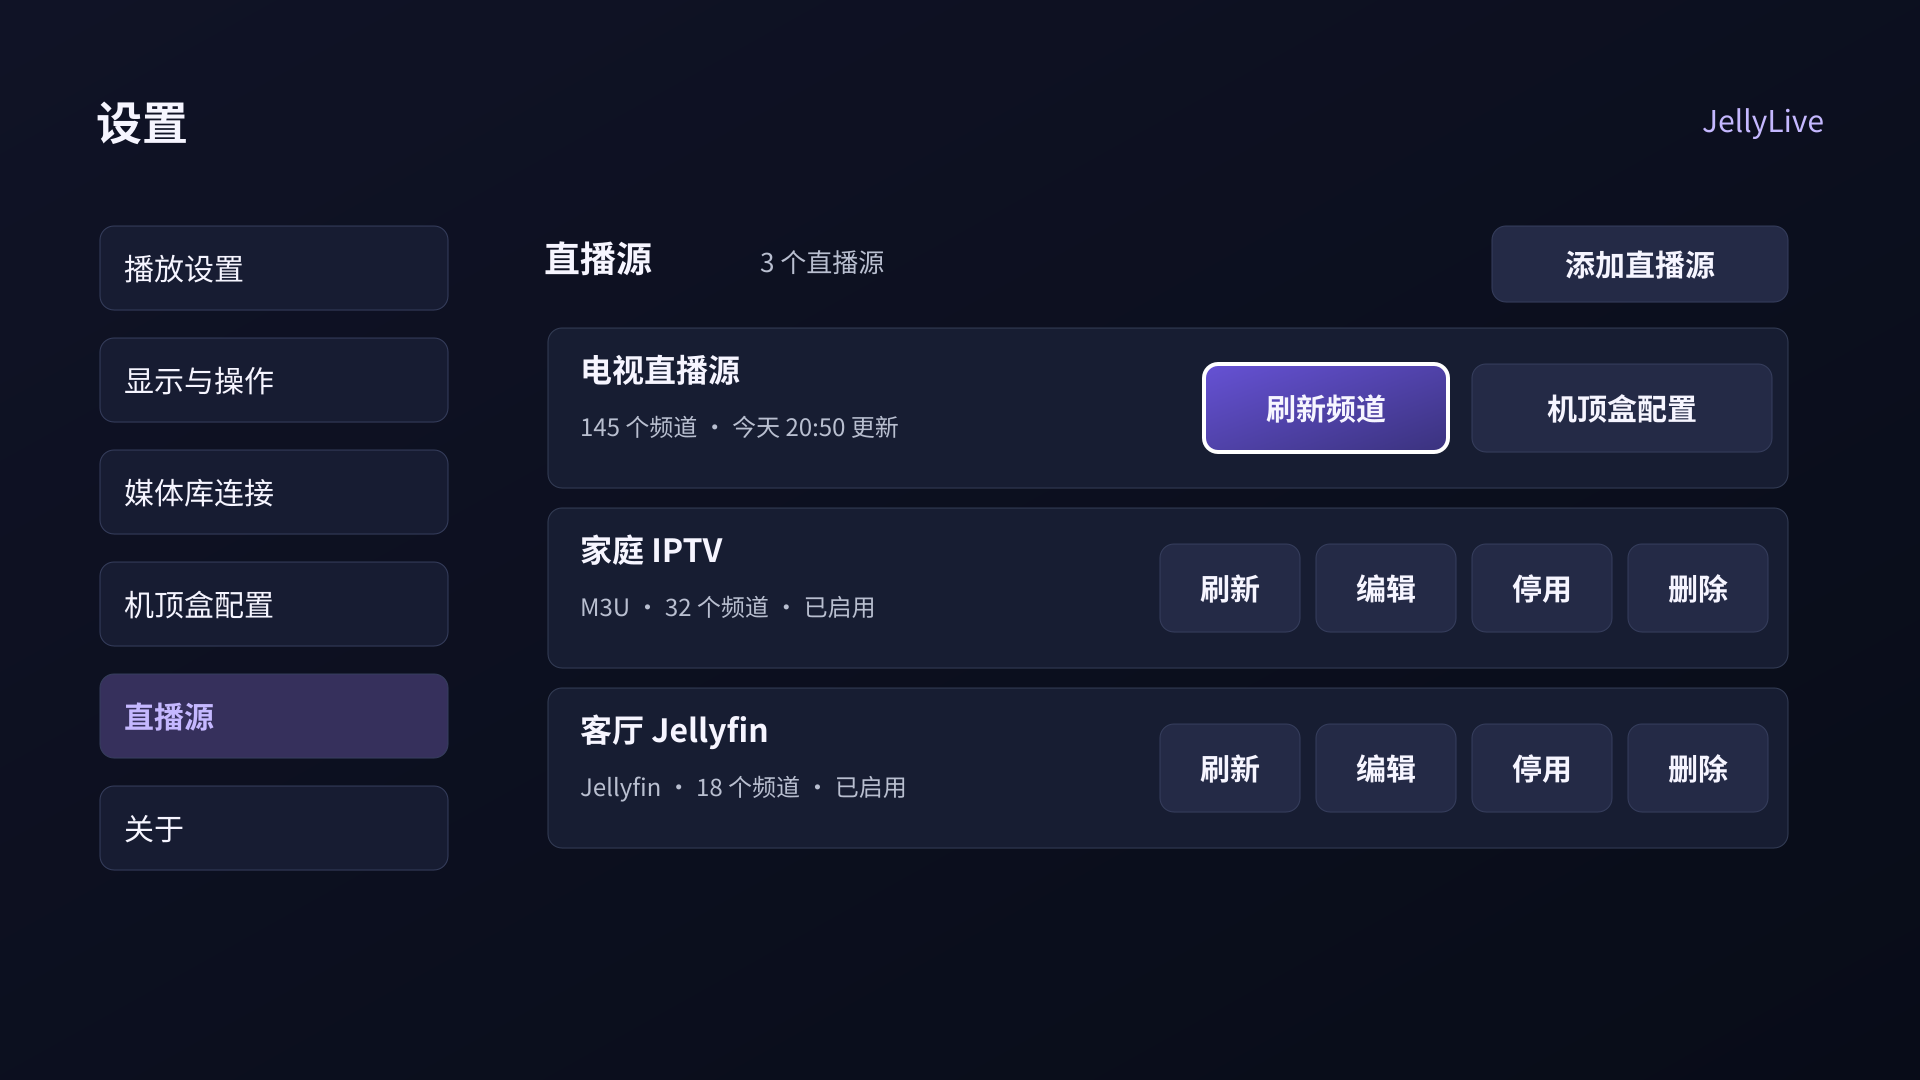 设置
JellyLive
播放设置
显示与操作
媒体库连接
机顶盒配置
直播源
关于
直播源
3 个直播源
添加直播源
电视直播源
145 个频道 · 今天 20:50 更新
刷新频道
机顶盒配置
家庭 IPTV
M3U · 32 个频道 · 已启用
刷新
编辑
停用
删除
客厅 Jellyfin
Jellyfin · 18 个频道 · 已启用
刷新
编辑
停用
删除